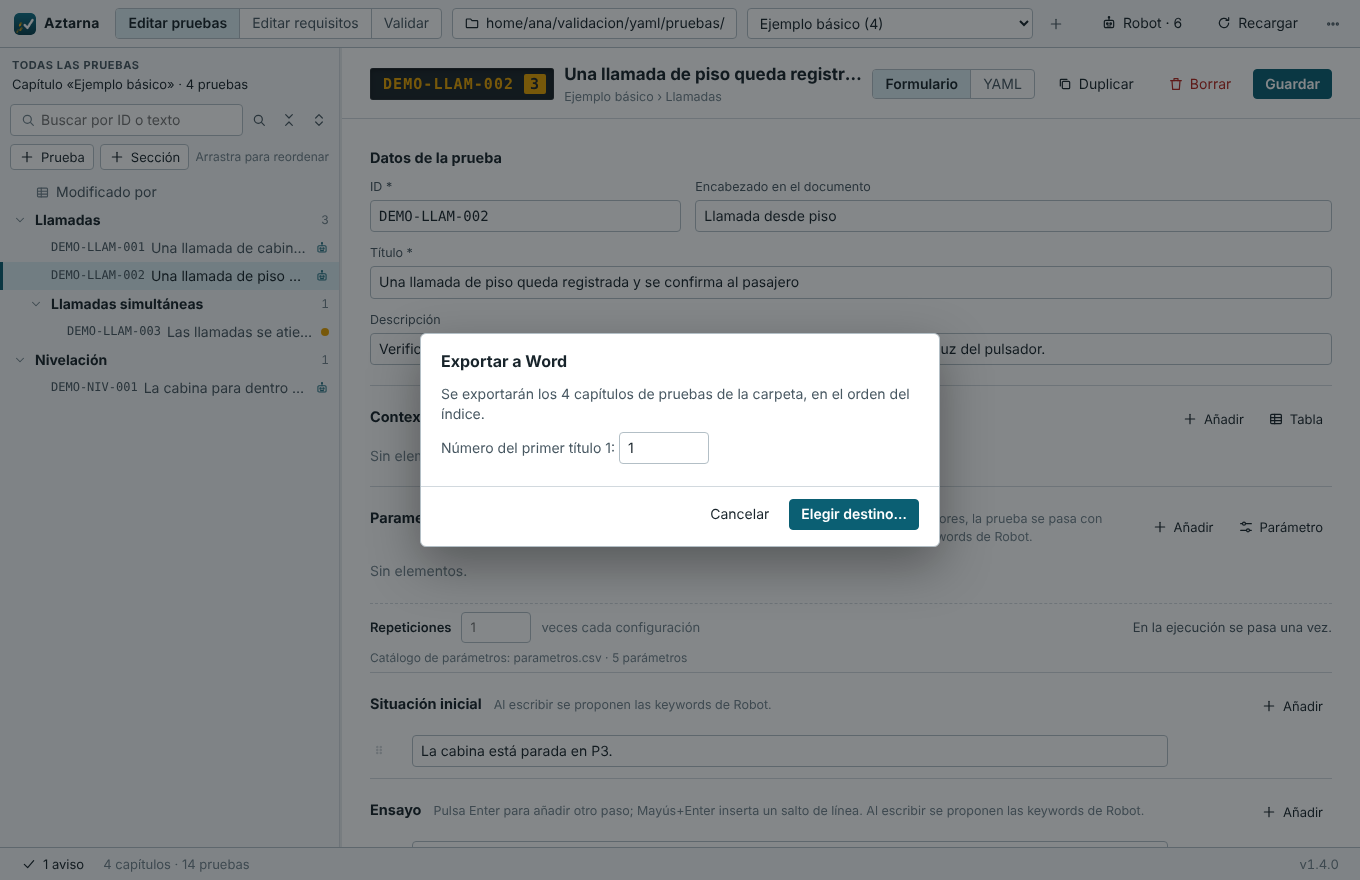 Aztarna
Editar pruebas
Editar requisitos
Validar
home/ana/validacion/yaml/pruebas/
Ejemplo básico (4)
Robot · 6
Recargar
TODAS LAS PRUEBAS
Capítulo «Ejemplo básico» · 4 pruebas
Buscar por ID o texto
Prueba
Sección
Arrastra para reordenar
Modificado por
Llamadas 3
DEMO-LLAM-001 Una llamada de cabin...
DEMO-LLAM-002 Una llamada de piso ...
Llamadas simultáneas 1
DEMO-LLAM-003 Las llamadas se atie...
Nivelación 1
DEMO-NIV-001 La cabina para dentro ...
DEMO-LLAM-002 3
Una llamada de piso queda registr...
Ejemplo básico › Llamadas
Formulario
YAML
Duplicar
Borrar
Guardar
Datos de la prueba
ID *
Encabezado en el documento
DEMO-LLAM-002
Llamada desde piso
Título *
Una llamada de piso queda registrada y se confirma al pasajero
Descripción
uz del pulsador.
Añadir
Tabla
Exportar a Word
Se exportarán los 4 capítulos de pruebas de la carpeta, en el orden del
índice.
Número del primer título 1: 1
Cancelar
Elegir destino...
ores, la prueba se pasa con
words de Robot.
Añadir
Parámetro
Sin elementos.
Repeticiones 1 veces cada configuración
En la ejecución se pasa una vez.
Catálogo de parámetros: parametros.csv · 5 parámetros
Situación inicial Al escribir se proponen las keywords de Robot.
Añadir
La cabina está parada en P3.
Ensayo Pulsa Enter para añadir otro paso; Mayús+Enter inserta un salto de línea. Al escribir se proponen las keywords de Robot.
Añadir
1 aviso
4 capítulos · 14 pruebas
v1.4.0